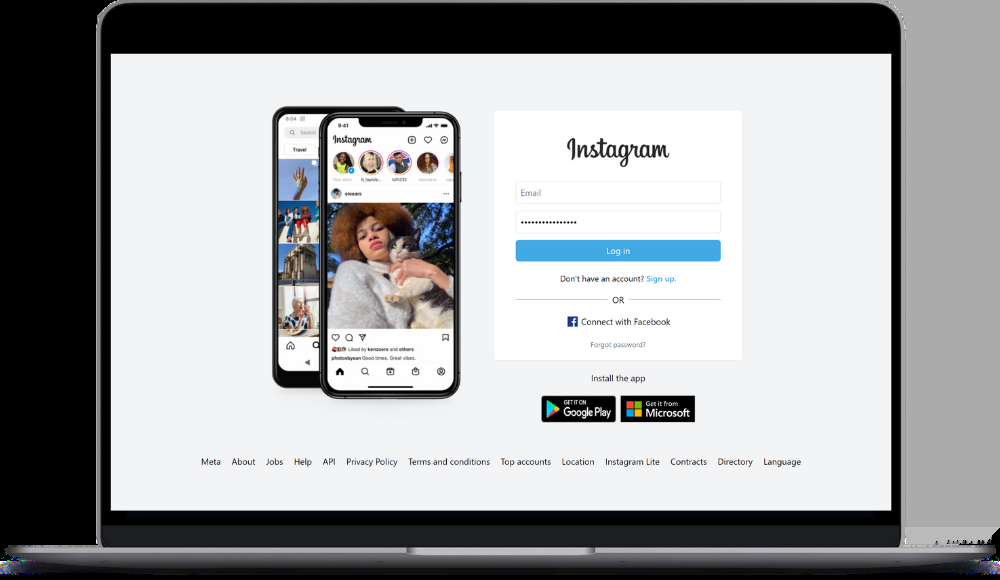 8:04
Search
Travel
9:41
Instagram
Your story
eloears
Liked by kenzoere and others
photosbyean Good times. Great vibes.
Instagram
Email
••••••••••••••••
Log in
Don't have an account? Sign up.
OR
Connect with Facebook
Forgot password?
Install the app
GET IT ON
Google Play
Get it from
Microsoft
Meta About Jobs Help API Privacy Policy Terms and conditions Top accounts Location Instagram Lite Contracts Directory Language